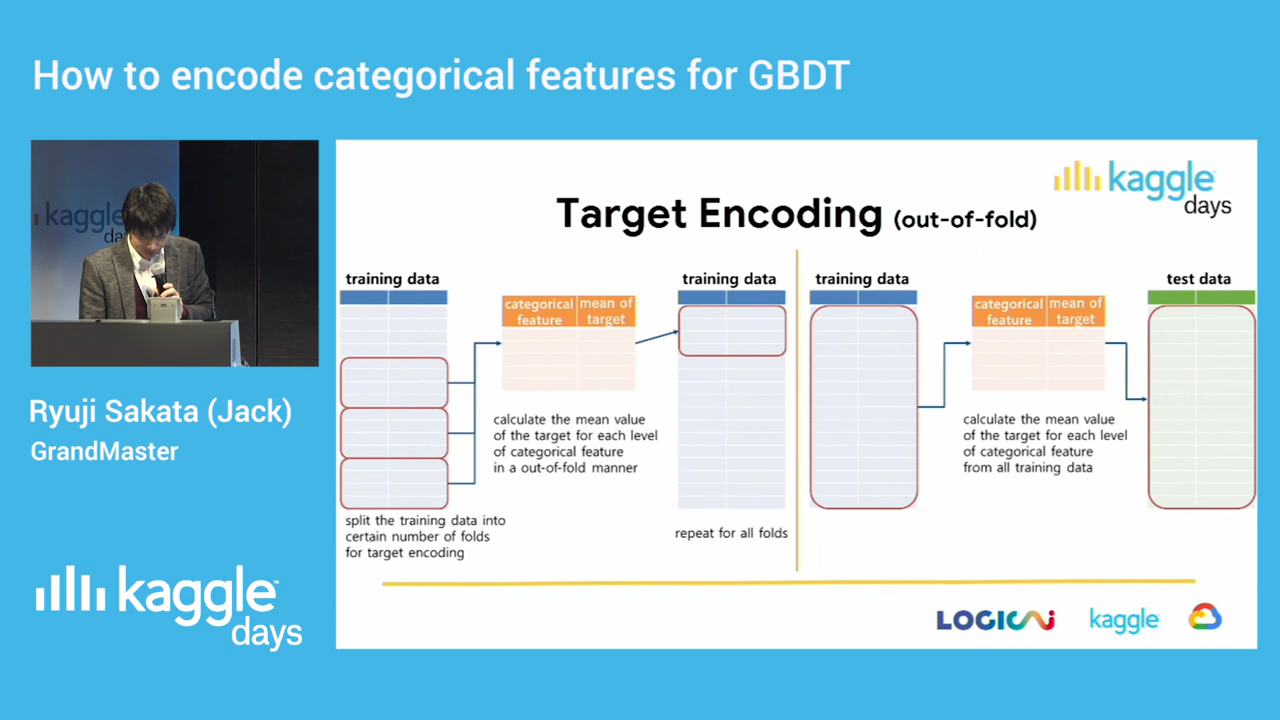 How to encode categorical features for GBDT
kaggle
da
Ryuji Sakata (Jack)
GrandMaster
kaggle
days
kaggle
days
Target Encoding (out-of-fold)
training data
categorical feature
mean of target
calculate the mean value
of the target for each level
of categorical feature
in a out-of-fold manner
split the training data into
certain number of folds
for target encoding
training data
repeat for all folds
training data
categorical feature
mean of target
calculate the mean value
of the target for each level
of categorical feature
from all training data
test data
LOGICAI
kaggle